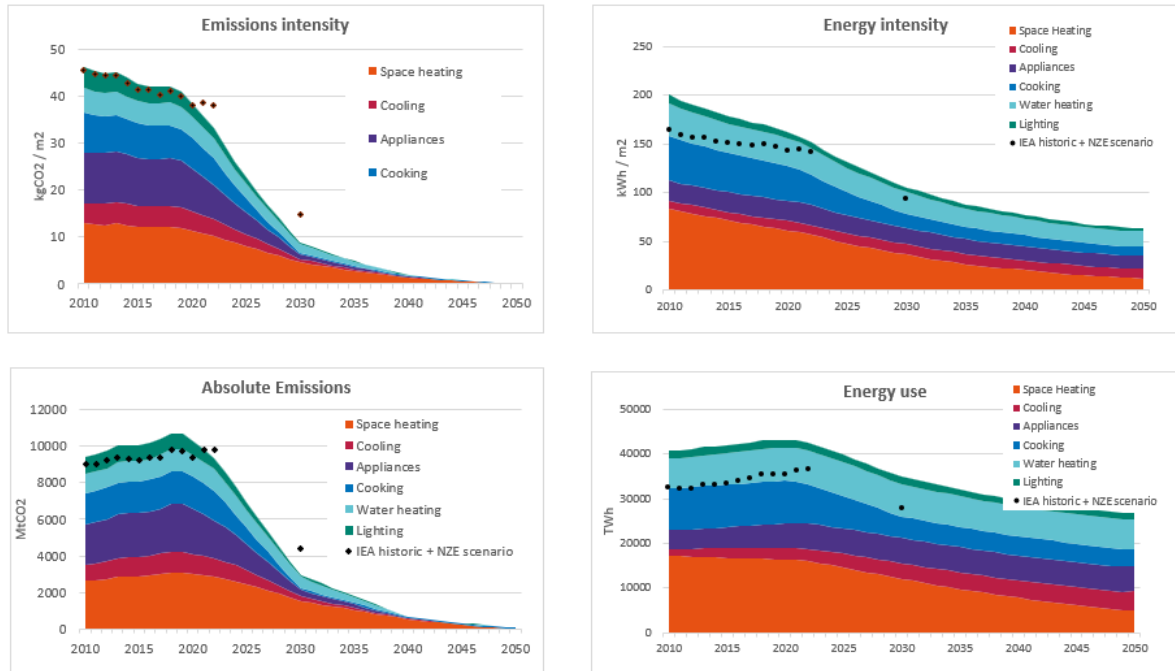 Emissions intensity
50
40
30
20
10
0
kgCO2 / m2
2010 2015 2020 2025 2030 2035 2040 2045 2050
Space heating
Cooling
Appliances
Cooking
Energy intensity
250
200
150
100
50
0
kWh / m2
2010 2015 2020 2025 2030 2035 2040 2045 2050
Space Heating
Cooling
Appliances
Cooking
Water heating
Lighting
IEA historic + NZE scenario
Absolute Emissions
12000
10000
8000
6000
4000
2000
0
MtCO2
2010 2015 2020 2025 2030 2035 2040 2045 2050
Space heating
Cooling
Appliances
Cooking
Water heating
Lighting
IEA historic + NZE scenario
Energy use
50000
40000
30000
20000
10000
0
TWh
2010 2015 2020 2025 2030 2035 2040 2045 2050
Space Heating
Cooling
Appliances
Cooking
Water heating
Lighting
IEA historic + NZE scenario